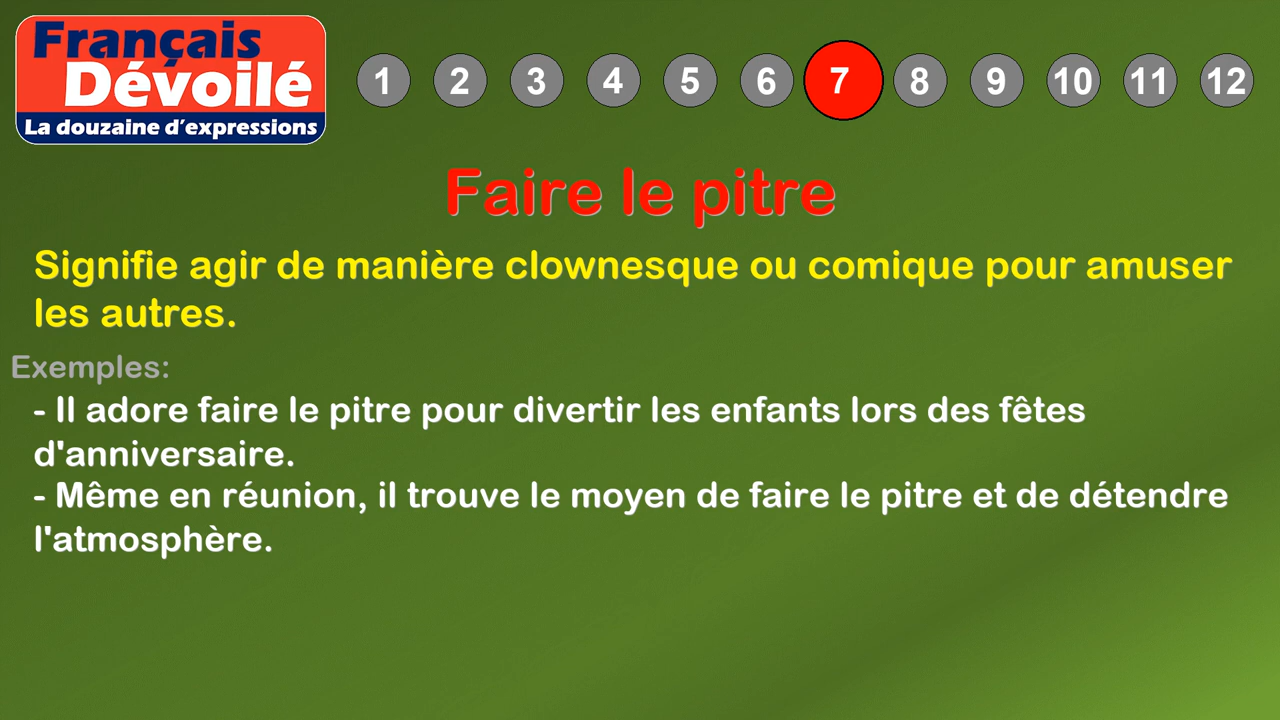 Français
Dévoilé
La douzaine d'expressions
1 2 3 4 5 6 7 8 9 10 11 12
Faire le pitre
Signifie agir de manière clownesque ou comique pour amuser
les autres.
Exemples:
- Il adore faire le pitre pour divertir les enfants lors des fêtes
d'anniversaire.
- Même en réunion, il trouve le moyen de faire le pitre et de détendre
l'atmosphère.